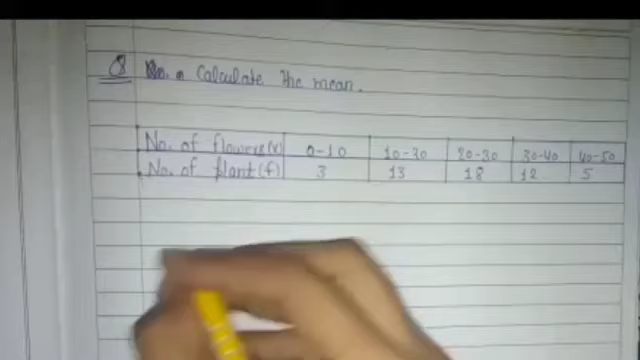 Q Calculate the mean.
No. of flowers(x) 0-10 10-20 20-30 30-40 40-50
No. of plant(f) 3 13 18 12 5